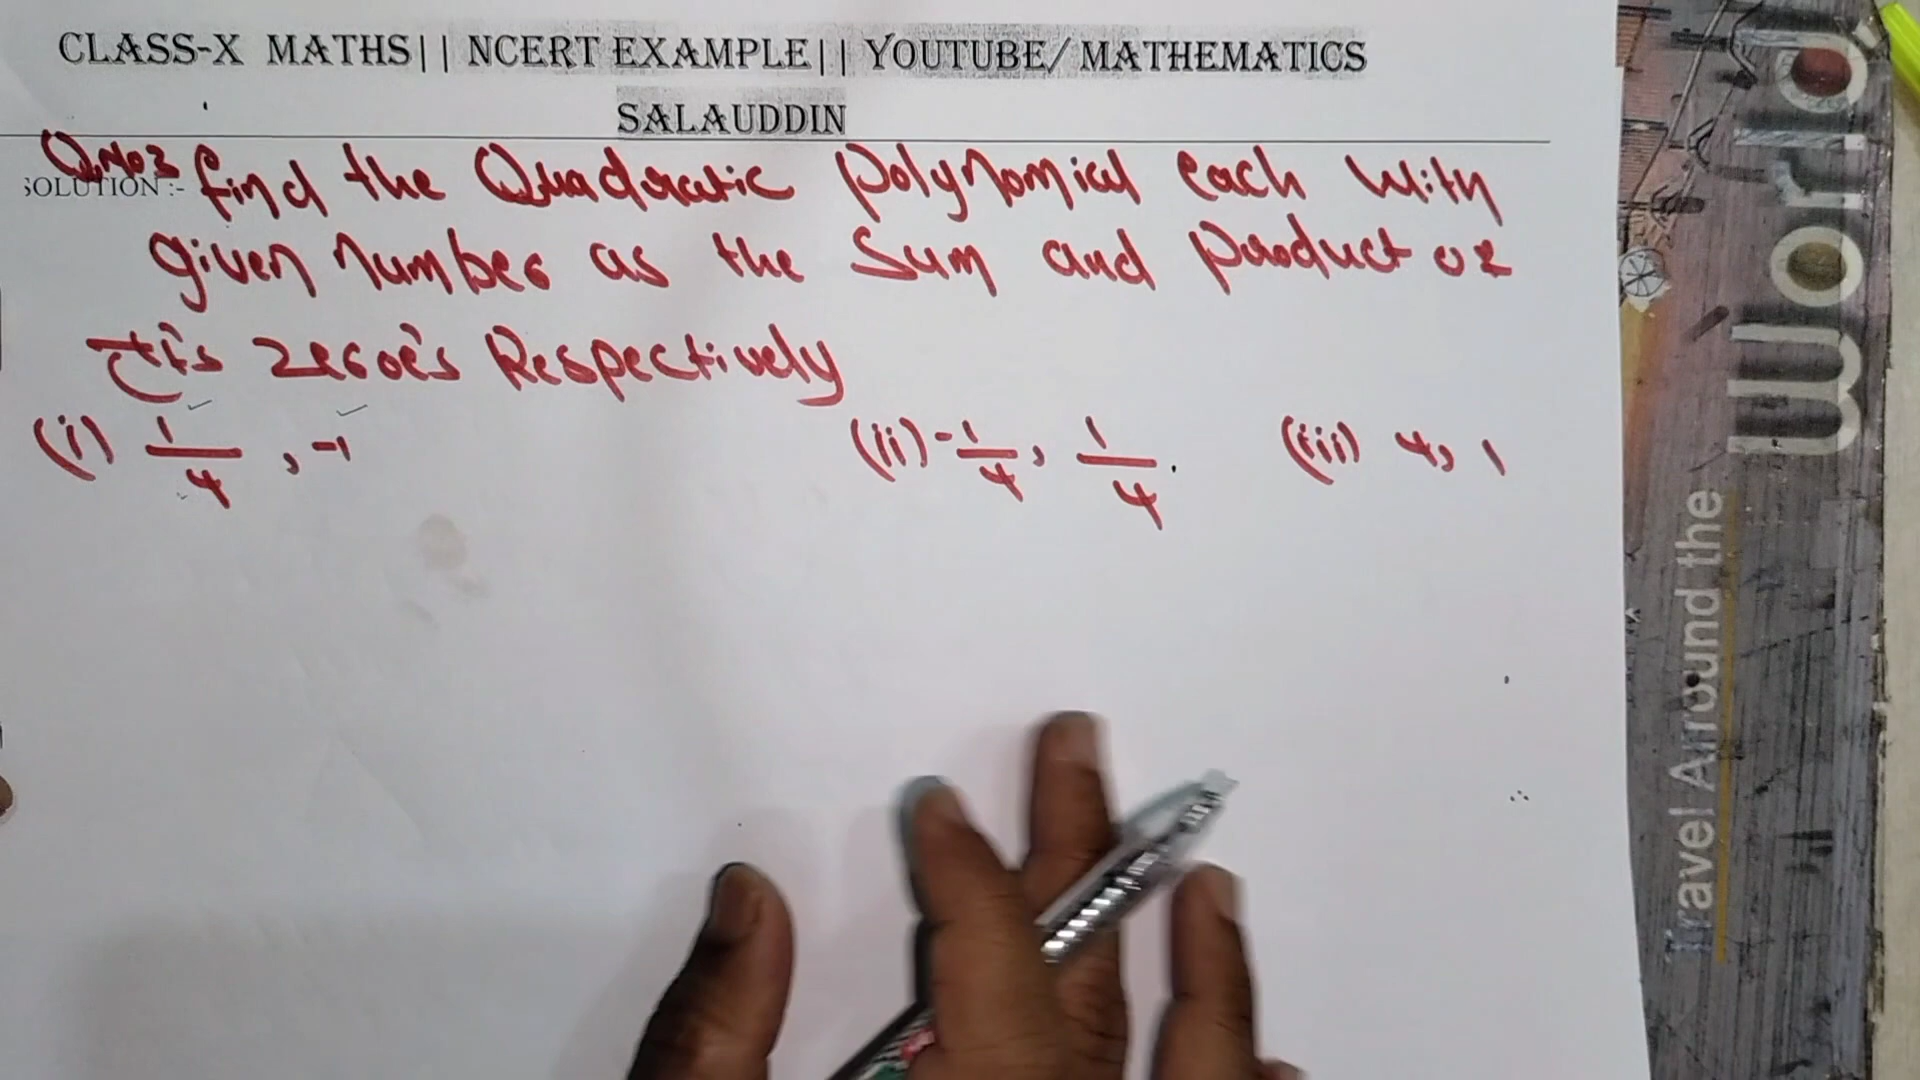 CLASS-X MATHS|| NCERT EXAMPLE|| YOUTUBE/ MATHEMATICS
SALAUDDIN
Q.No3 find the Quadratic polynomial each with
SOLUTION :-
given number as the sum and product of
its zeroe's Respectively
(i) 1/4 , -1 (ii) -1/4 , 1/4 . (iii) 4, 1
Travel Around the
World